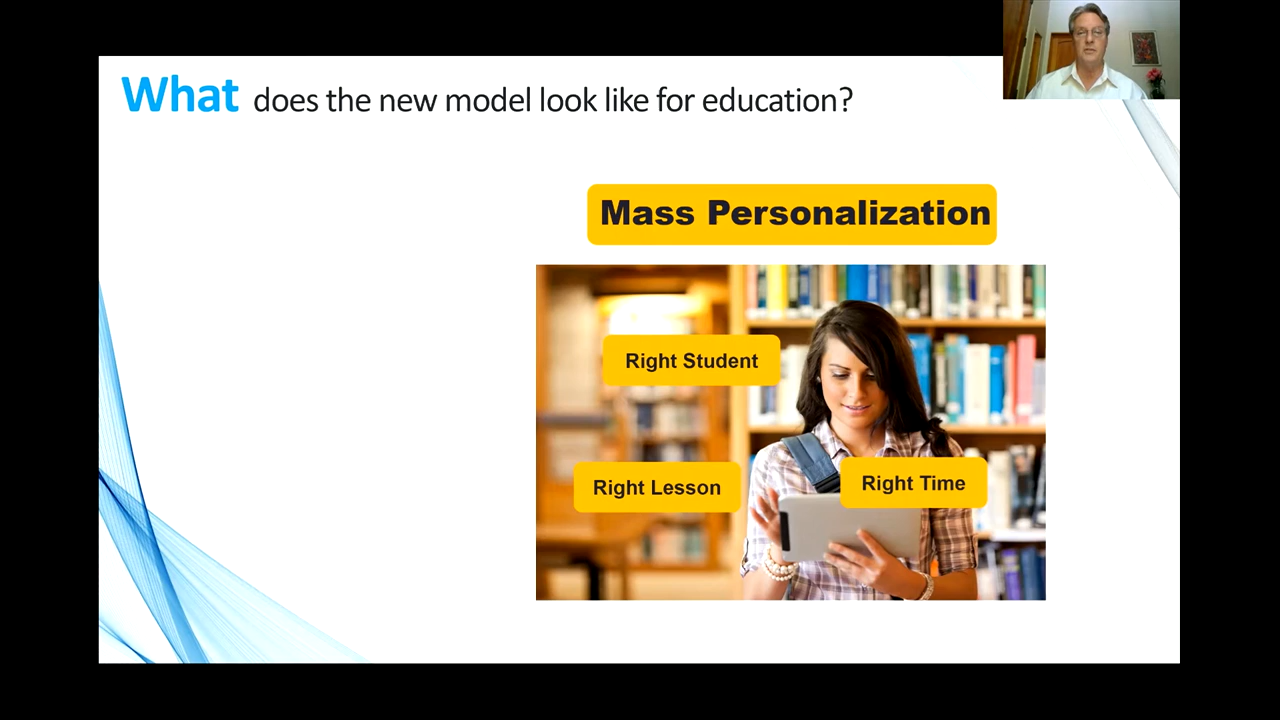 What does the new model look like for education?
Mass Personalization
Right Student
Right Lesson
Right Time